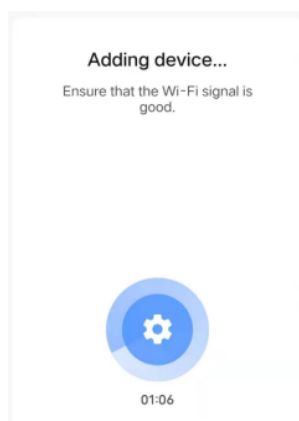 Adding device...
Ensure that the Wi-Fi signal is
good.
01:06